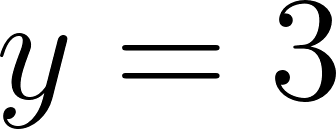 y = 3